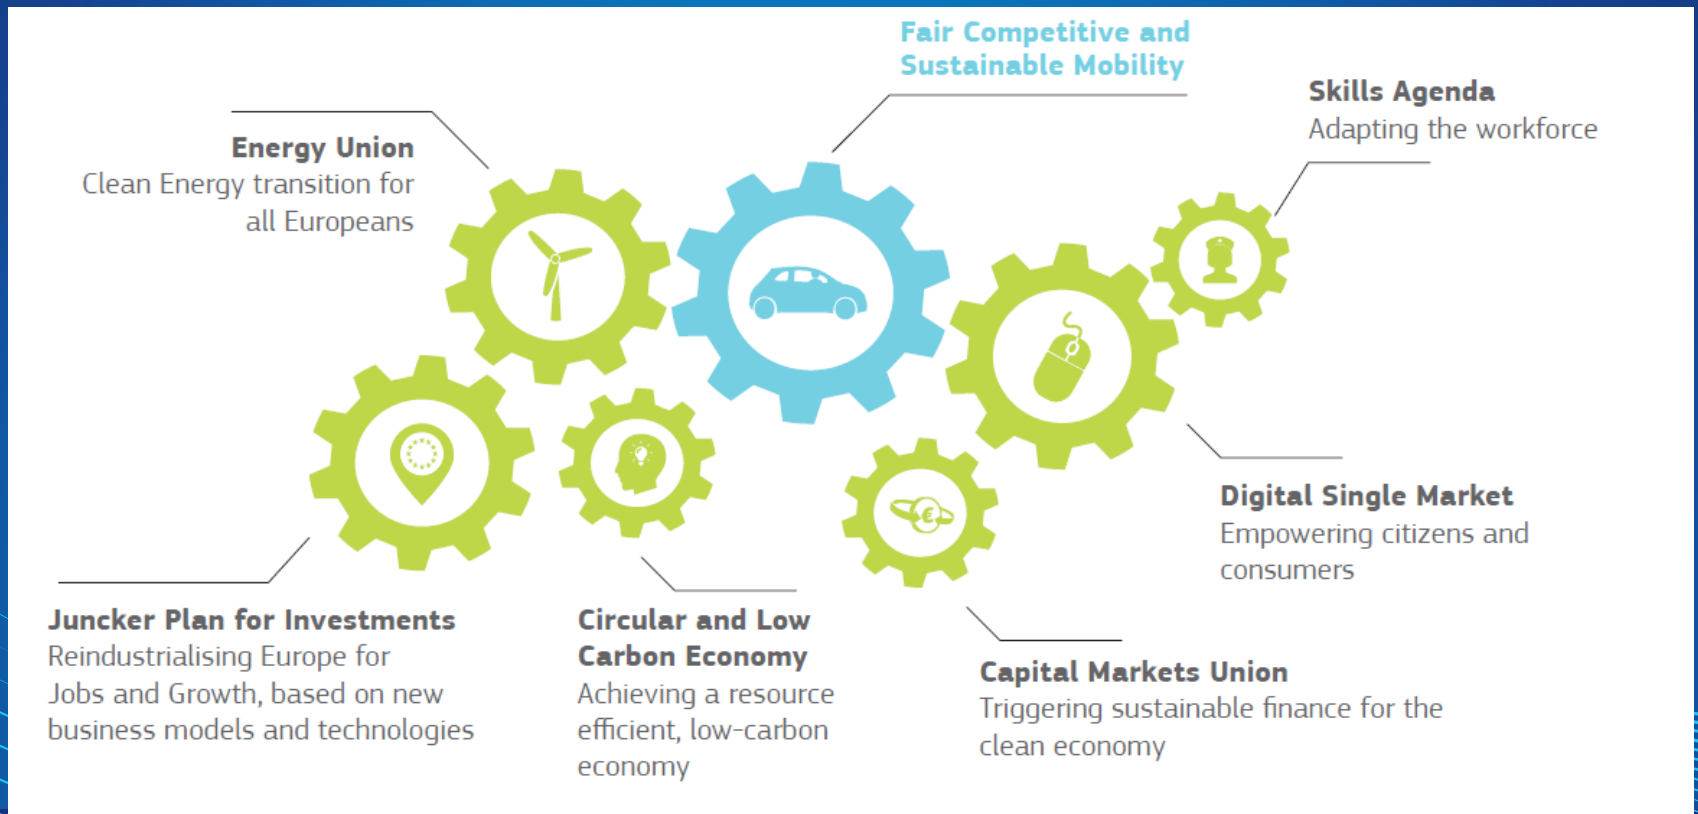 Fair Competitive and
Sustainable Mobility
Skills Agenda
Adapting the workforce
Energy Union
Clean Energy transition for
all Europeans
€
Digital Single Market
Empowering citizens and
consumers
Juncker Plan for Investments
Reindustrialising Europe for
Jobs and Growth, based on new
business models and technologies
Circular and Low
Carbon Economy
Achieving a resource
efficient, low-carbon
economy
Capital Markets Union
Triggering sustainable finance for the
clean economy